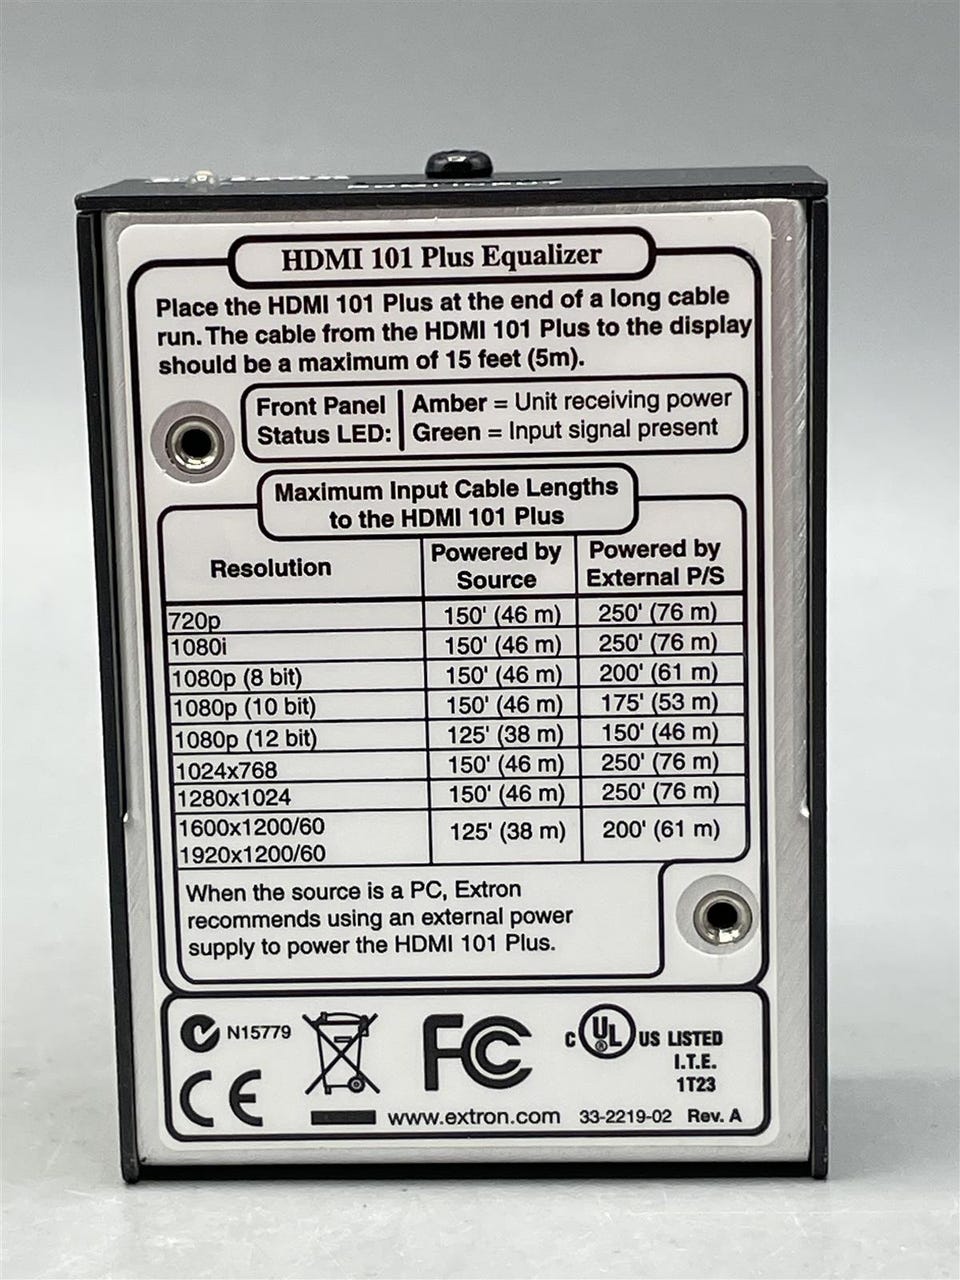 HDMI 101 Plus Equalizer
Place the HDMI 101 Plus at the end of a long cable
run. The cable from the HDMI 101 Plus to the display
should be a maximum of 15 feet (5m).
Front Panel Amber = Unit receiving power
Status LED: Green = Input signal present
Maximum Input Cable Lengths
to the HDMI 101 Plus
Resolution Powered by Source Powered by External P/S
720p 150' (46 m) 250' (76 m)
1080i 150' (46 m) 250' (76 m)
1080p (8 bit) 150' (46 m) 200' (61 m)
1080p (10 bit) 150' (46 m) 175' (53 m)
1080p (12 bit) 125' (38 m) 150' (46 m)
1024x768 150' (46 m) 250' (76 m)
1280x1024 150' (46 m) 250' (76 m)
1600x1200/60 125' (38 m) 200' (61 m)
1920x1200/60
When the source is a PC, Extron
recommends using an external power
supply to power the HDMI 101 Plus.
N15779 FC C UL ® US LISTED
I.T.E.
1T23
CE
www.extron.com 33-2219-02 Rev. A